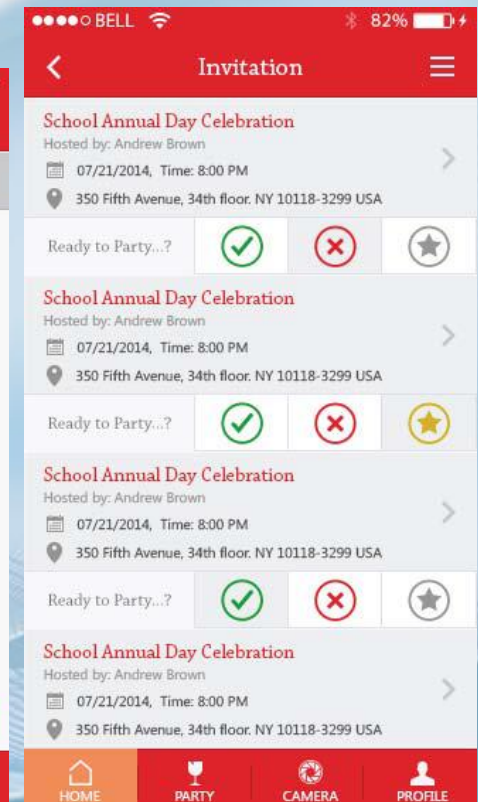 BELL 82%
Invitation
School Annual Day Celebration
Hosted by: Andrew Brown
07/21/2014, Time: 8:00 PM
350 Fifth Avenue, 34th floor. NY 10118-3299 USA
Ready to Party...?
School Annual Day Celebration
Hosted by: Andrew Brown
07/21/2014, Time: 8:00 PM
350 Fifth Avenue, 34th floor. NY 10118-3299 USA
Ready to Party...?
School Annual Day Celebration
Hosted by: Andrew Brown
07/21/2014, Time: 8:00 PM
350 Fifth Avenue, 34th floor. NY 10118-3299 USA
Ready to Party...?
School Annual Day Celebration
Hosted by: Andrew Brown
07/21/2014, Time: 8:00 PM
350 Fifth Avenue, 34th floor. NY 10118-3299 USA
HOME PARTY CAMERA PROFILE